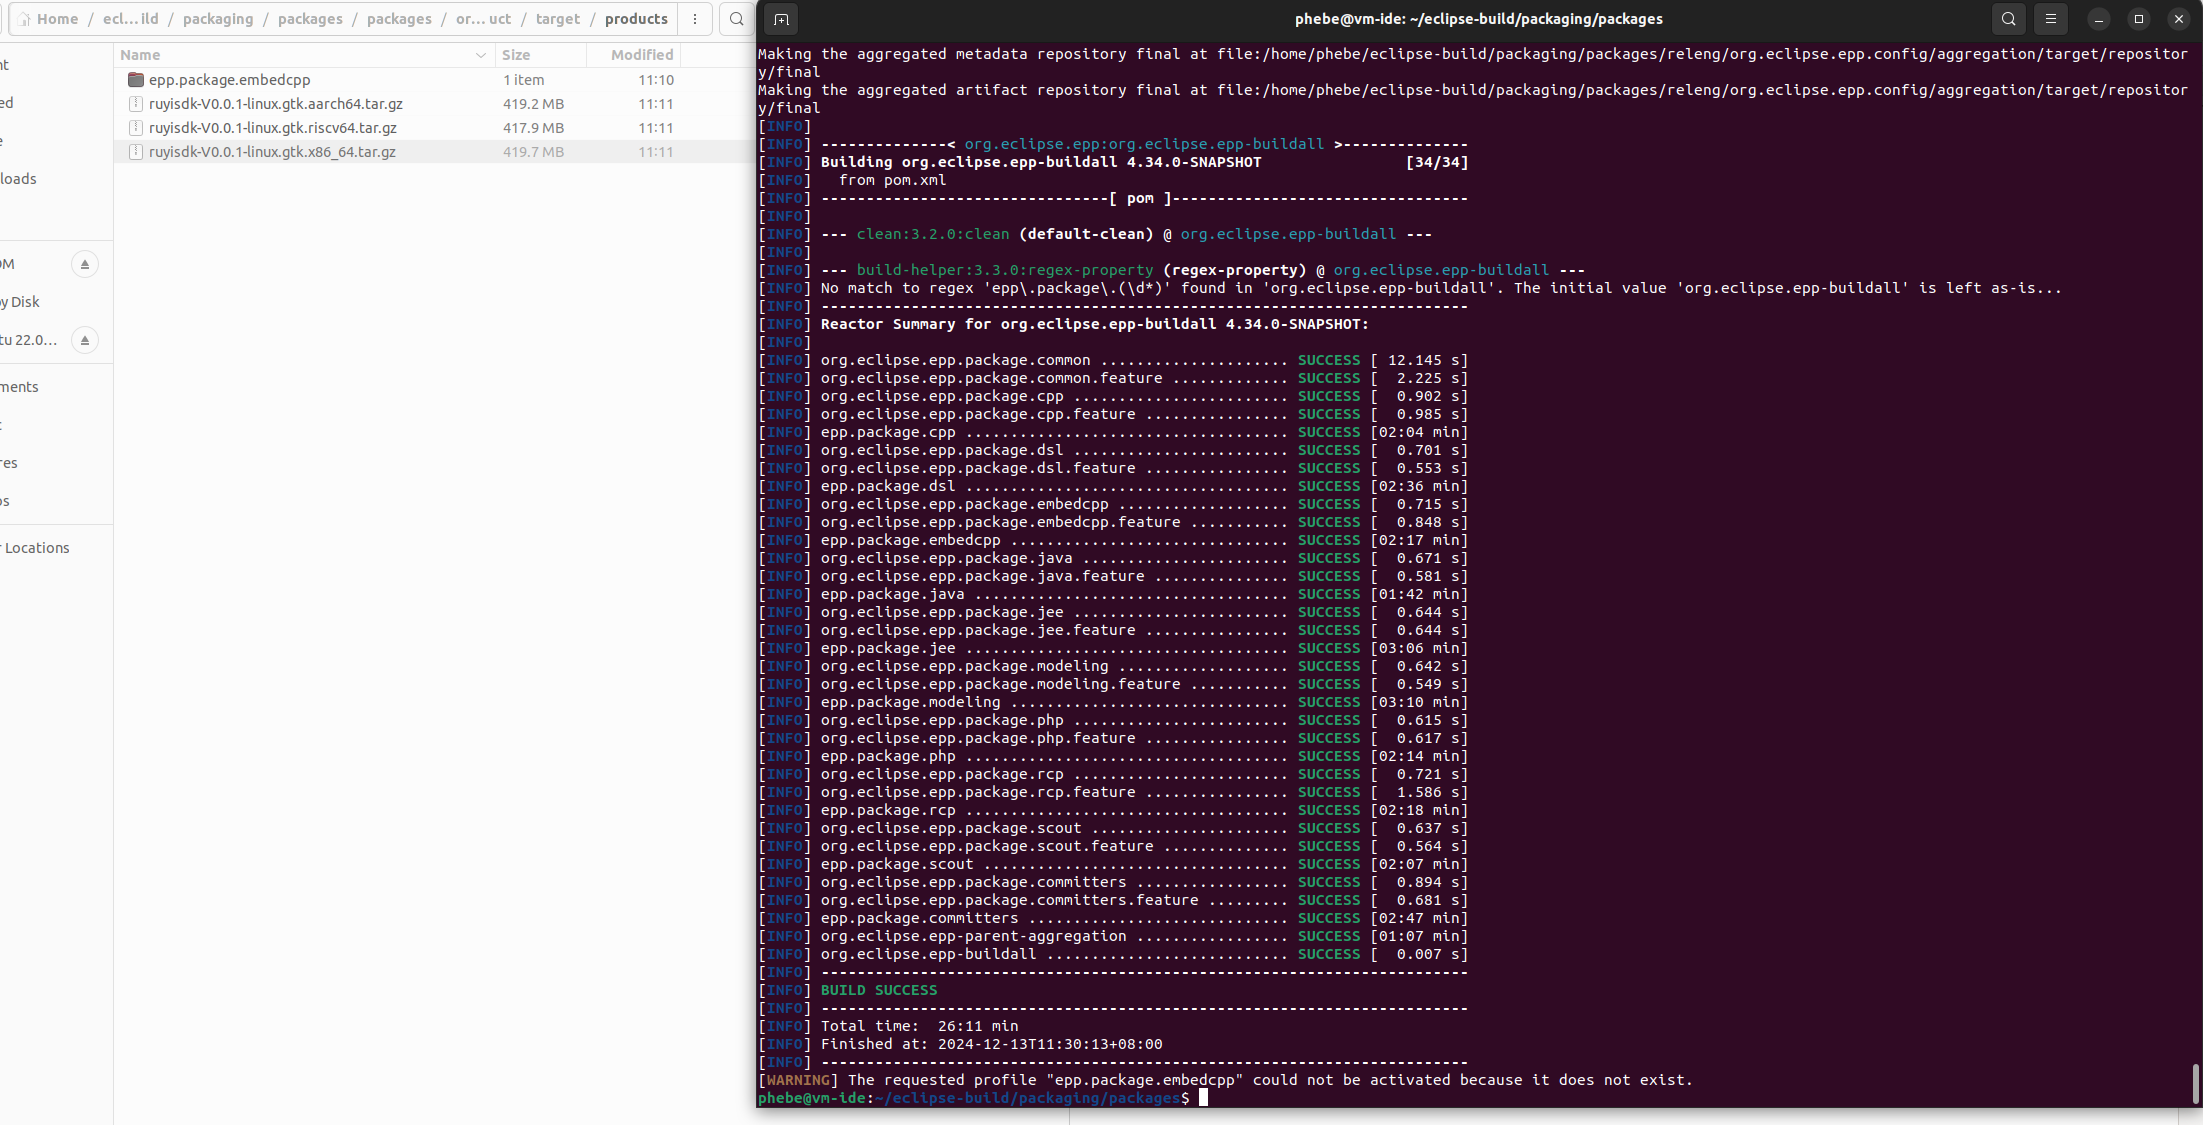 Home / ecl...ild / packaging / packages / packages / or...uct / target / products
Name Size Modified
epp.package.embedcpp 1 item 11:10
ruyisdk-V0.0.1-linux.gtk.aarch64.tar.gz 419.2 MB 11:11
ruyisdk-V0.0.1-linux.gtk.riscv64.tar.gz 417.9 MB 11:11
ruyisdk-V0.0.1-linux.gtk.x86_64.tar.gz 419.7 MB 11:11
nt
ed
e
loads
OM
y Disk
tu 22.0...
ments
t
res
os
r Locations
phebe@vm-ide: ~/eclipse-build/packaging/packages
Making the aggregated metadata repository final at file:/home/phebe/eclipse-build/packaging/packages/releng/org.eclipse.epp.config/aggregation/target/repositor
y/final
Making the aggregated artifact repository final at file:/home/phebe/eclipse-build/packaging/packages/releng/org.eclipse.epp.config/aggregation/target/repositor
y/final
[INFO]
[INFO] --------------< org.eclipse.epp:org.eclipse.epp-buildall >--------------
[INFO] Building org.eclipse.epp-buildall 4.34.0-SNAPSHOT                [34/34]
[INFO]   from pom.xml
[INFO] --------------------------------[ pom ]---------------------------------
[INFO]
[INFO] --- clean:3.2.0:clean (default-clean) @ org.eclipse.epp-buildall ---
[INFO]
[INFO] --- build-helper:3.3.0:regex-property (regex-property) @ org.eclipse.epp-buildall ---
[INFO] No match to regex 'epp\.package\.(\d*)' found in 'org.eclipse.epp-buildall'. The initial value 'org.eclipse.epp-buildall' is left as-is...
[INFO] ------------------------------------------------------------------------
[INFO] Reactor Summary for org.eclipse.epp-buildall 4.34.0-SNAPSHOT:
[INFO]
[INFO] org.eclipse.epp.package.common ..................... SUCCESS [ 12.145 s]
[INFO] org.eclipse.epp.package.common.feature ............. SUCCESS [  2.225 s]
[INFO] org.eclipse.epp.package.cpp ........................ SUCCESS [  0.902 s]
[INFO] org.eclipse.epp.package.cpp.feature ................ SUCCESS [  0.985 s]
[INFO] epp.package.cpp .................................... SUCCESS [02:04 min]
[INFO] org.eclipse.epp.package.dsl ........................ SUCCESS [  0.701 s]
[INFO] org.eclipse.epp.package.dsl.feature ................ SUCCESS [  0.553 s]
[INFO] epp.package.dsl .................................... SUCCESS [02:36 min]
[INFO] org.eclipse.epp.package.embedcpp ................... SUCCESS [  0.715 s]
[INFO] org.eclipse.epp.package.embedcpp.feature ........... SUCCESS [  0.848 s]
[INFO] epp.package.embedcpp ............................... SUCCESS [02:17 min]
[INFO] org.eclipse.epp.package.java ....................... SUCCESS [  0.671 s]
[INFO] org.eclipse.epp.package.java.feature ............... SUCCESS [  0.581 s]
[INFO] epp.package.java ................................... SUCCESS [01:42 min]
[INFO] org.eclipse.epp.package.jee ........................ SUCCESS [  0.644 s]
[INFO] org.eclipse.epp.package.jee.feature ................ SUCCESS [  0.644 s]
[INFO] epp.package.jee .................................... SUCCESS [03:06 min]
[INFO] org.eclipse.epp.package.modeling ................... SUCCESS [  0.642 s]
[INFO] org.eclipse.epp.package.modeling.feature ........... SUCCESS [  0.549 s]
[INFO] epp.package.modeling ............................... SUCCESS [03:10 min]
[INFO] org.eclipse.epp.package.php ........................ SUCCESS [  0.615 s]
[INFO] org.eclipse.epp.package.php.feature ................ SUCCESS [  0.617 s]
[INFO] epp.package.php .................................... SUCCESS [02:14 min]
[INFO] org.eclipse.epp.package.rcp ........................ SUCCESS [  0.721 s]
[INFO] org.eclipse.epp.package.rcp.feature ................ SUCCESS [  1.586 s]
[INFO] epp.package.rcp .................................... SUCCESS [02:18 min]
[INFO] org.eclipse.epp.package.scout ...................... SUCCESS [  0.637 s]
[INFO] org.eclipse.epp.package.scout.feature .............. SUCCESS [  0.564 s]
[INFO] epp.package.scout .................................. SUCCESS [02:07 min]
[INFO] org.eclipse.epp.package.committers ................. SUCCESS [  0.894 s]
[INFO] org.eclipse.epp.package.committers.feature ......... SUCCESS [  0.681 s]
[INFO] epp.package.committers ............................. SUCCESS [02:47 min]
[INFO] org.eclipse.epp-parent-aggregation ................. SUCCESS [01:07 min]
[INFO] org.eclipse.epp-buildall ........................... SUCCESS [  0.007 s]
[INFO] ------------------------------------------------------------------------
[INFO] BUILD SUCCESS
[INFO] ------------------------------------------------------------------------
[INFO] Total time:  26:11 min
[INFO] Finished at: 2024-12-13T11:30:13+08:00
[INFO] ------------------------------------------------------------------------
[WARNING] The requested profile "epp.package.embedcpp" could not be activated because it does not exist.
phebe@vm-ide:~/eclipse-build/packaging/packages$